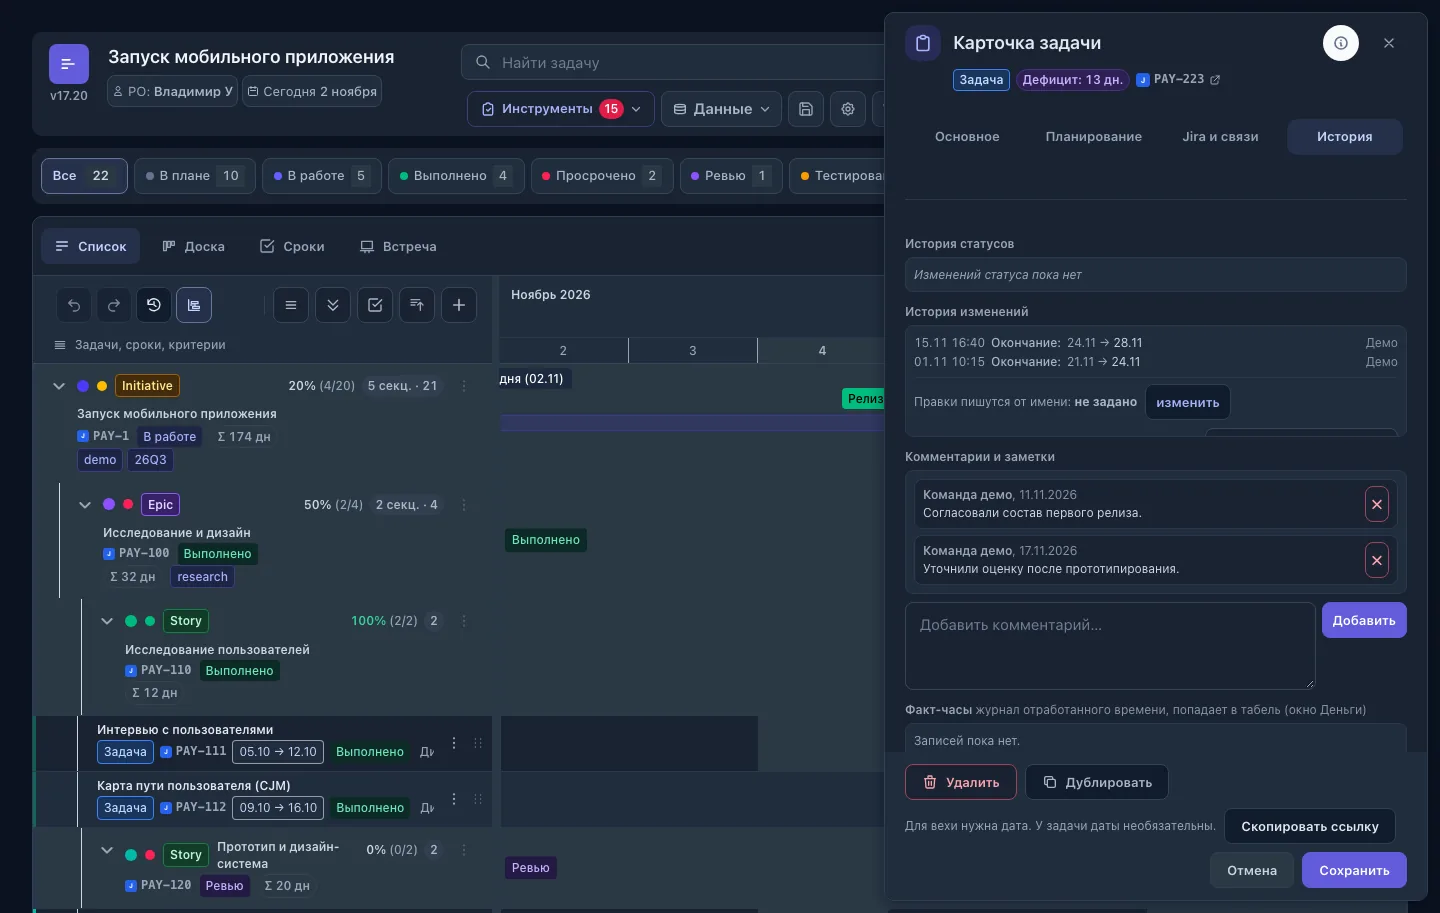 Запуск мобильного приложения
v17.20
PO: Владимир У
Сегодня 2 ноября
Найти задачу
Инструменты 15
Данные
Все 22
В плане 10
В работе 5
Выполнено 4
Просрочено 2
Ревью 1
Тестирова
Список
Доска
Сроки
Встреча
Задачи, сроки, критерии
Ноябрь 2026
2 3 4
Initiative 20% (4/20) 5 секц. · 21
Запуск мобильного приложения
PAY-1 В работе Σ 174 дн
demo 26Q3
дня (02.11)
Релиз
Epic 50% (2/4) 2 секц. · 4
Исследование и дизайн
PAY-100 Выполнено
Σ 32 дн research
Выполнено
Story 100% (2/2) 2
Исследование пользователей
PAY-110 Выполнено
Σ 12 дн
Интервью с пользователями
Задача PAY-111 05.10 → 12.10 Выполнено
Карта пути пользователя (CJM)
Задача PAY-112 09.10 → 16.10 Выполнено
Story Прототип и дизайн-
система
0% (0/2) 2
PAY-120 Ревью Σ 20 дн
Ревью
Карточка задачи
Задача Дефицит: 13 дн. PAY-223
Основное Планирование Jira и связи История
История статусов
Изменений статуса пока нет
История изменений
15.11 16:40 Окончание: 24.11 → 28.11 Демо
01.11 10:15 Окончание: 21.11 → 24.11 Демо
Правки пишутся от имени: не задано изменить
Комментарии и заметки
Команда демо, 11.11.2026
Согласовали состав первого релиза.
Команда демо, 17.11.2026
Уточнили оценку после прототипирования.
Добавить комментарий...
Добавить
Факт-часы журнал отработанного времени, попадает в табель (окно Деньги)
Записей пока нет.
Удалить
Дублировать
Для вехи нужна дата. У задачи даты необязательны.
Скопировать ссылку
Отмена
Сохранить